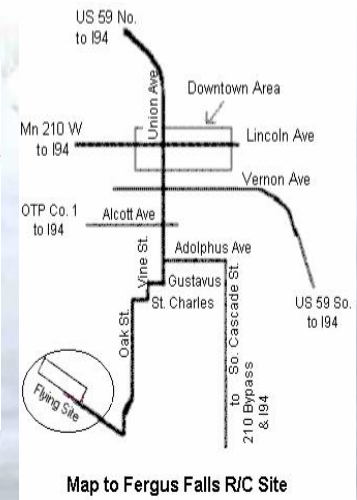 US 59 No.
to I94
Union Ave
Downtown Area
Mn 210 W
to I94
Lincoln Ave
Vernon Ave
OTP Co. 1
to I94
Alcott Ave
Vine St.
Adolphus Ave
Gustavus
St. Charles
Oak St.
to So. Cascade St.
210 Bypass
& I94
US 59 So.
to I94
Flying Site
Map to Fergus Falls R/C Site